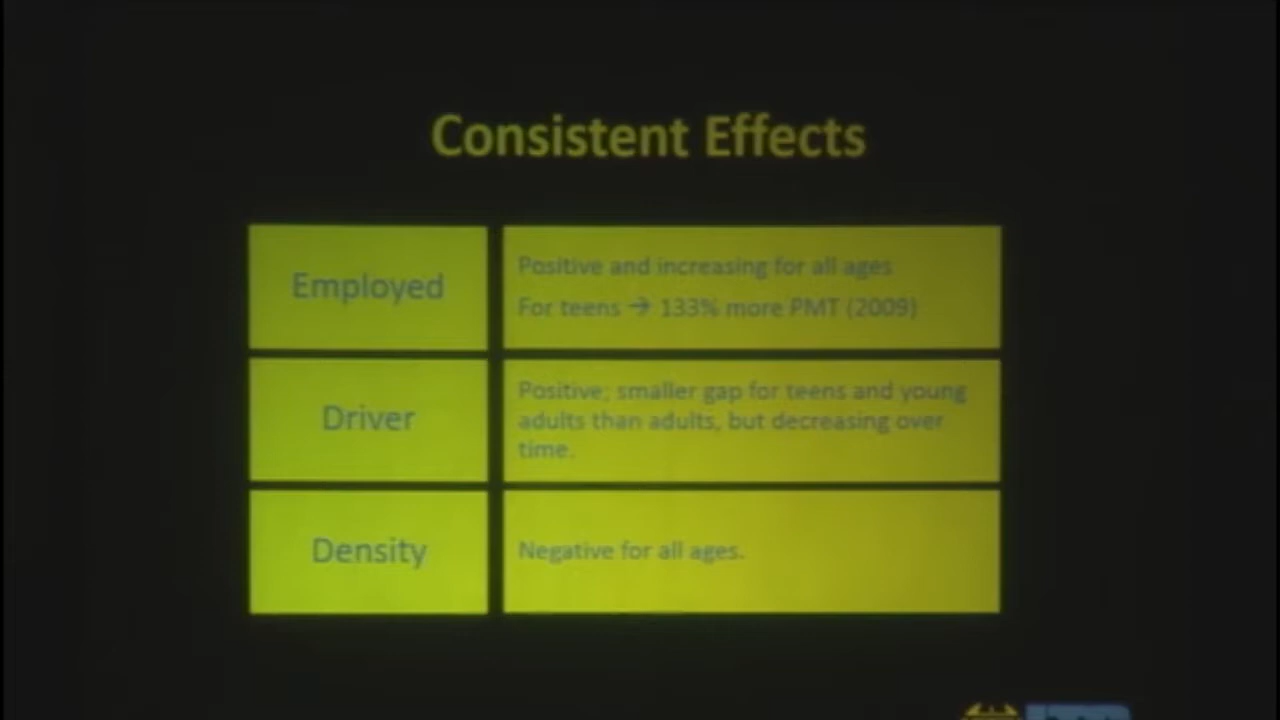 Consistent Effects
Employed
Positive and increasing for all ages
For teens → 133% more PMT (2009)
Driver
Positive; smaller gap for teens and young
adults than adults, but decreasing over
time.
Density
Negative for all ages.